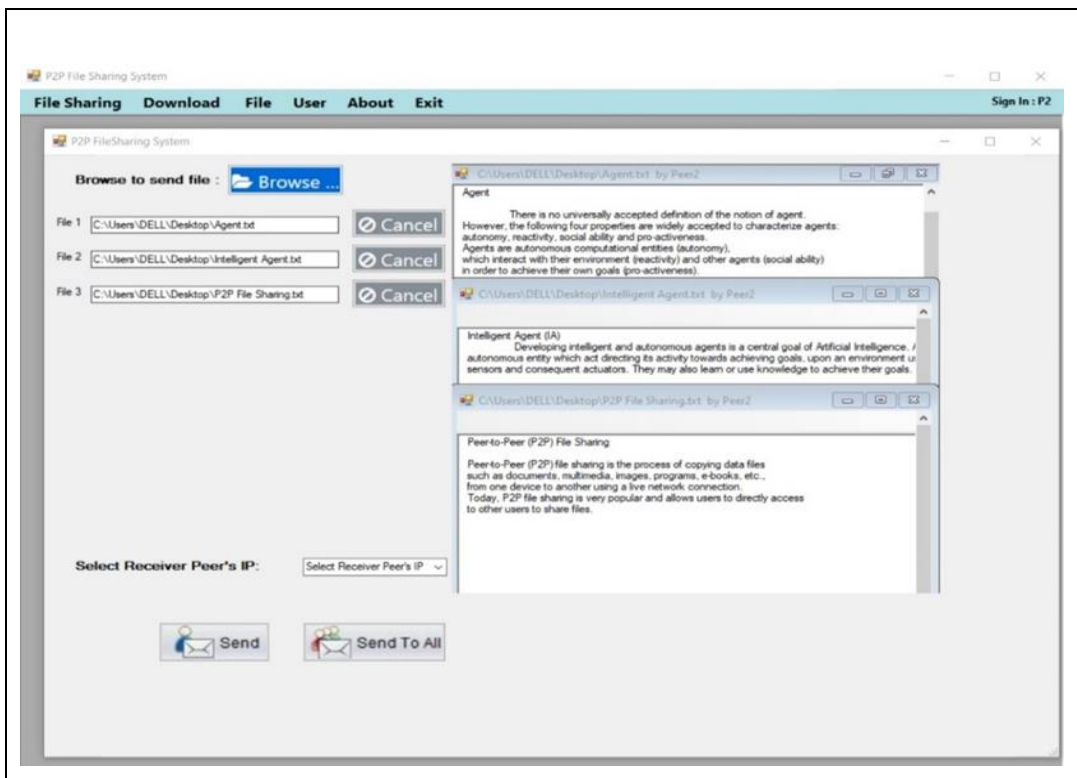 P2P File Sharing System
File Sharing Download File User About Exit Sign In : P2
P2P FileSharing System
Browse to send file : Browse ...
File 1 C:\Users\DELL\Desktop\Agent.txt Cancel
File 2 C:\Users\DELL\Desktop\Intelligent Agent.txt Cancel
File 3 C:\Users\DELL\Desktop\P2P File Sharing.txt Cancel
Select Receiver Peer's IP: Select Receiver Peer's IP
Send Send To All
C:\Users\DELL\Desktop\Agent.txt by Peer2
Agent
There is no universally accepted definition of the notion of agent.
However, the following four properties are widely accepted to characterize agents:
autonomy, reactivity, social ability and pro-activeness.
Agents are autonomous computational entities (autonomy),
which interact with their environment (reactivity) and other agents (social ability)
in order to achieve their own goals (pro-activeness).
C:\Users\DELL\Desktop\Intelligent Agent.txt by Peer2
Intelligent Agent (IA)
Developing intelligent and autonomous agents is a central goal of Artificial Intelligence.
autonomous entity which act directing its activity towards achieving goals, upon an environment
sensors and consequent actuators. They may also learn or use knowledge to achieve their goals.
C:\Users\DELL\Desktop\P2P File Sharing.txt by Peer2
Peer-to-Peer (P2P) File Sharing
Peer-to-Peer (P2P) file sharing is the process of copying data files
such as documents, multimedia, images, programs, e-books, etc.,
from one device to another using a live network connection.
Today, P2P file sharing is very popular and allows users to directly access
to other users to share files.